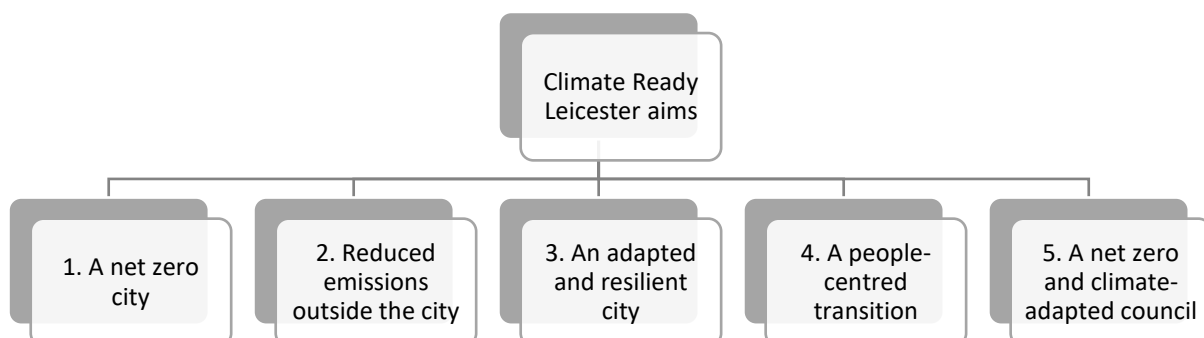 Climate Ready
Leicester aims
1. A net zero
city
2. Reduced
emissions
outside the city
3. An adapted
and resilient
city
4. A people-
centred
transition
5. A net zero
and climate-
adapted council